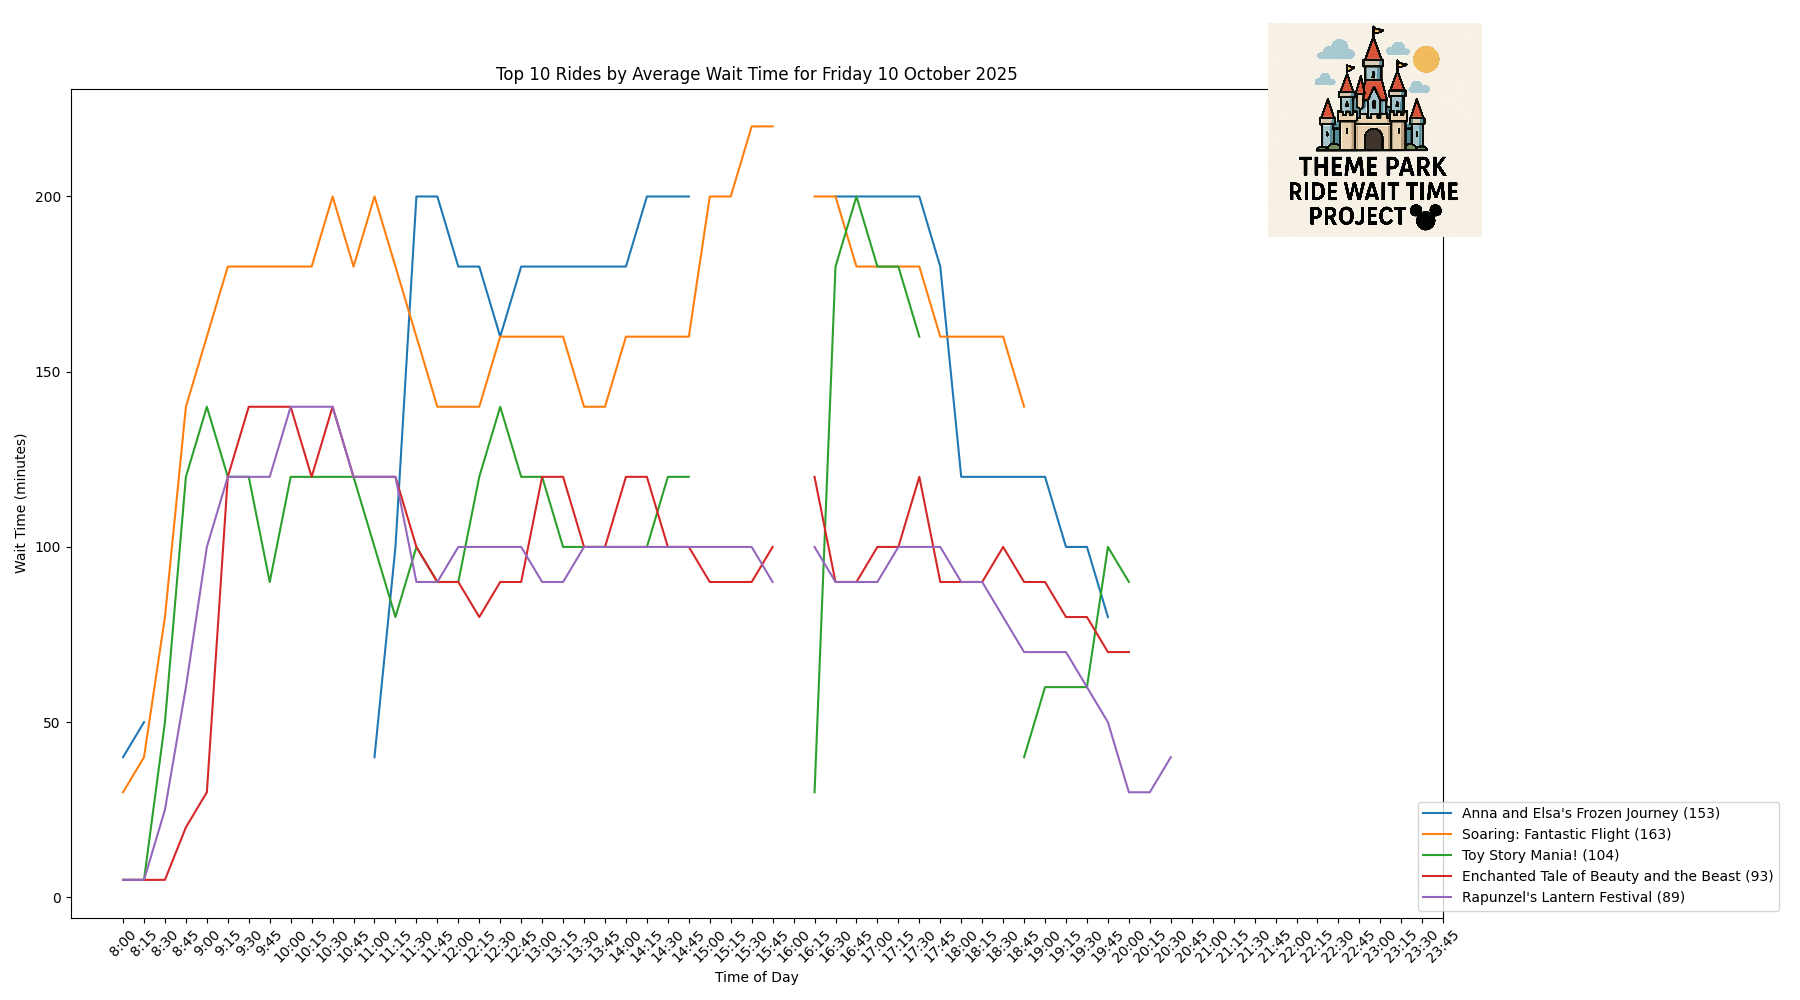 Top 10 Rides by Average Wait Time for Friday 10 October 2025
THEME PARK
RIDE WAIT TIME
PROJECT
Wait Time (minutes)
200
150
100
50
0
Anna and Elsa's Frozen Journey (153)
Soaring: Fantastic Flight (163)
Toy Story Mania! (104)
Enchanted Tale of Beauty and the Beast (93)
Rapunzel's Lantern Festival (89)
8:00 8:15 8:30 8:45 9:00 9:15 9:30 9:45 10:00 10:15 10:30 10:45 11:00 11:15 11:30 11:45 12:00 12:15 12:30 12:45 13:00 13:15 13:30 13:45 14:00 14:15 14:30 14:45 15:00 15:15 15:30 15:45 16:00 16:15 16:30 16:45 17:00 17:15 17:30 17:45 18:00 18:15 18:30 18:45 19:00 19:15 19:30 19:45 20:00 20:15 20:30 20:45 21:00 21:15 21:30 21:45 22:00 22:15 22:30 22:45 23:00 23:15 23:30 23:45
Time of Day